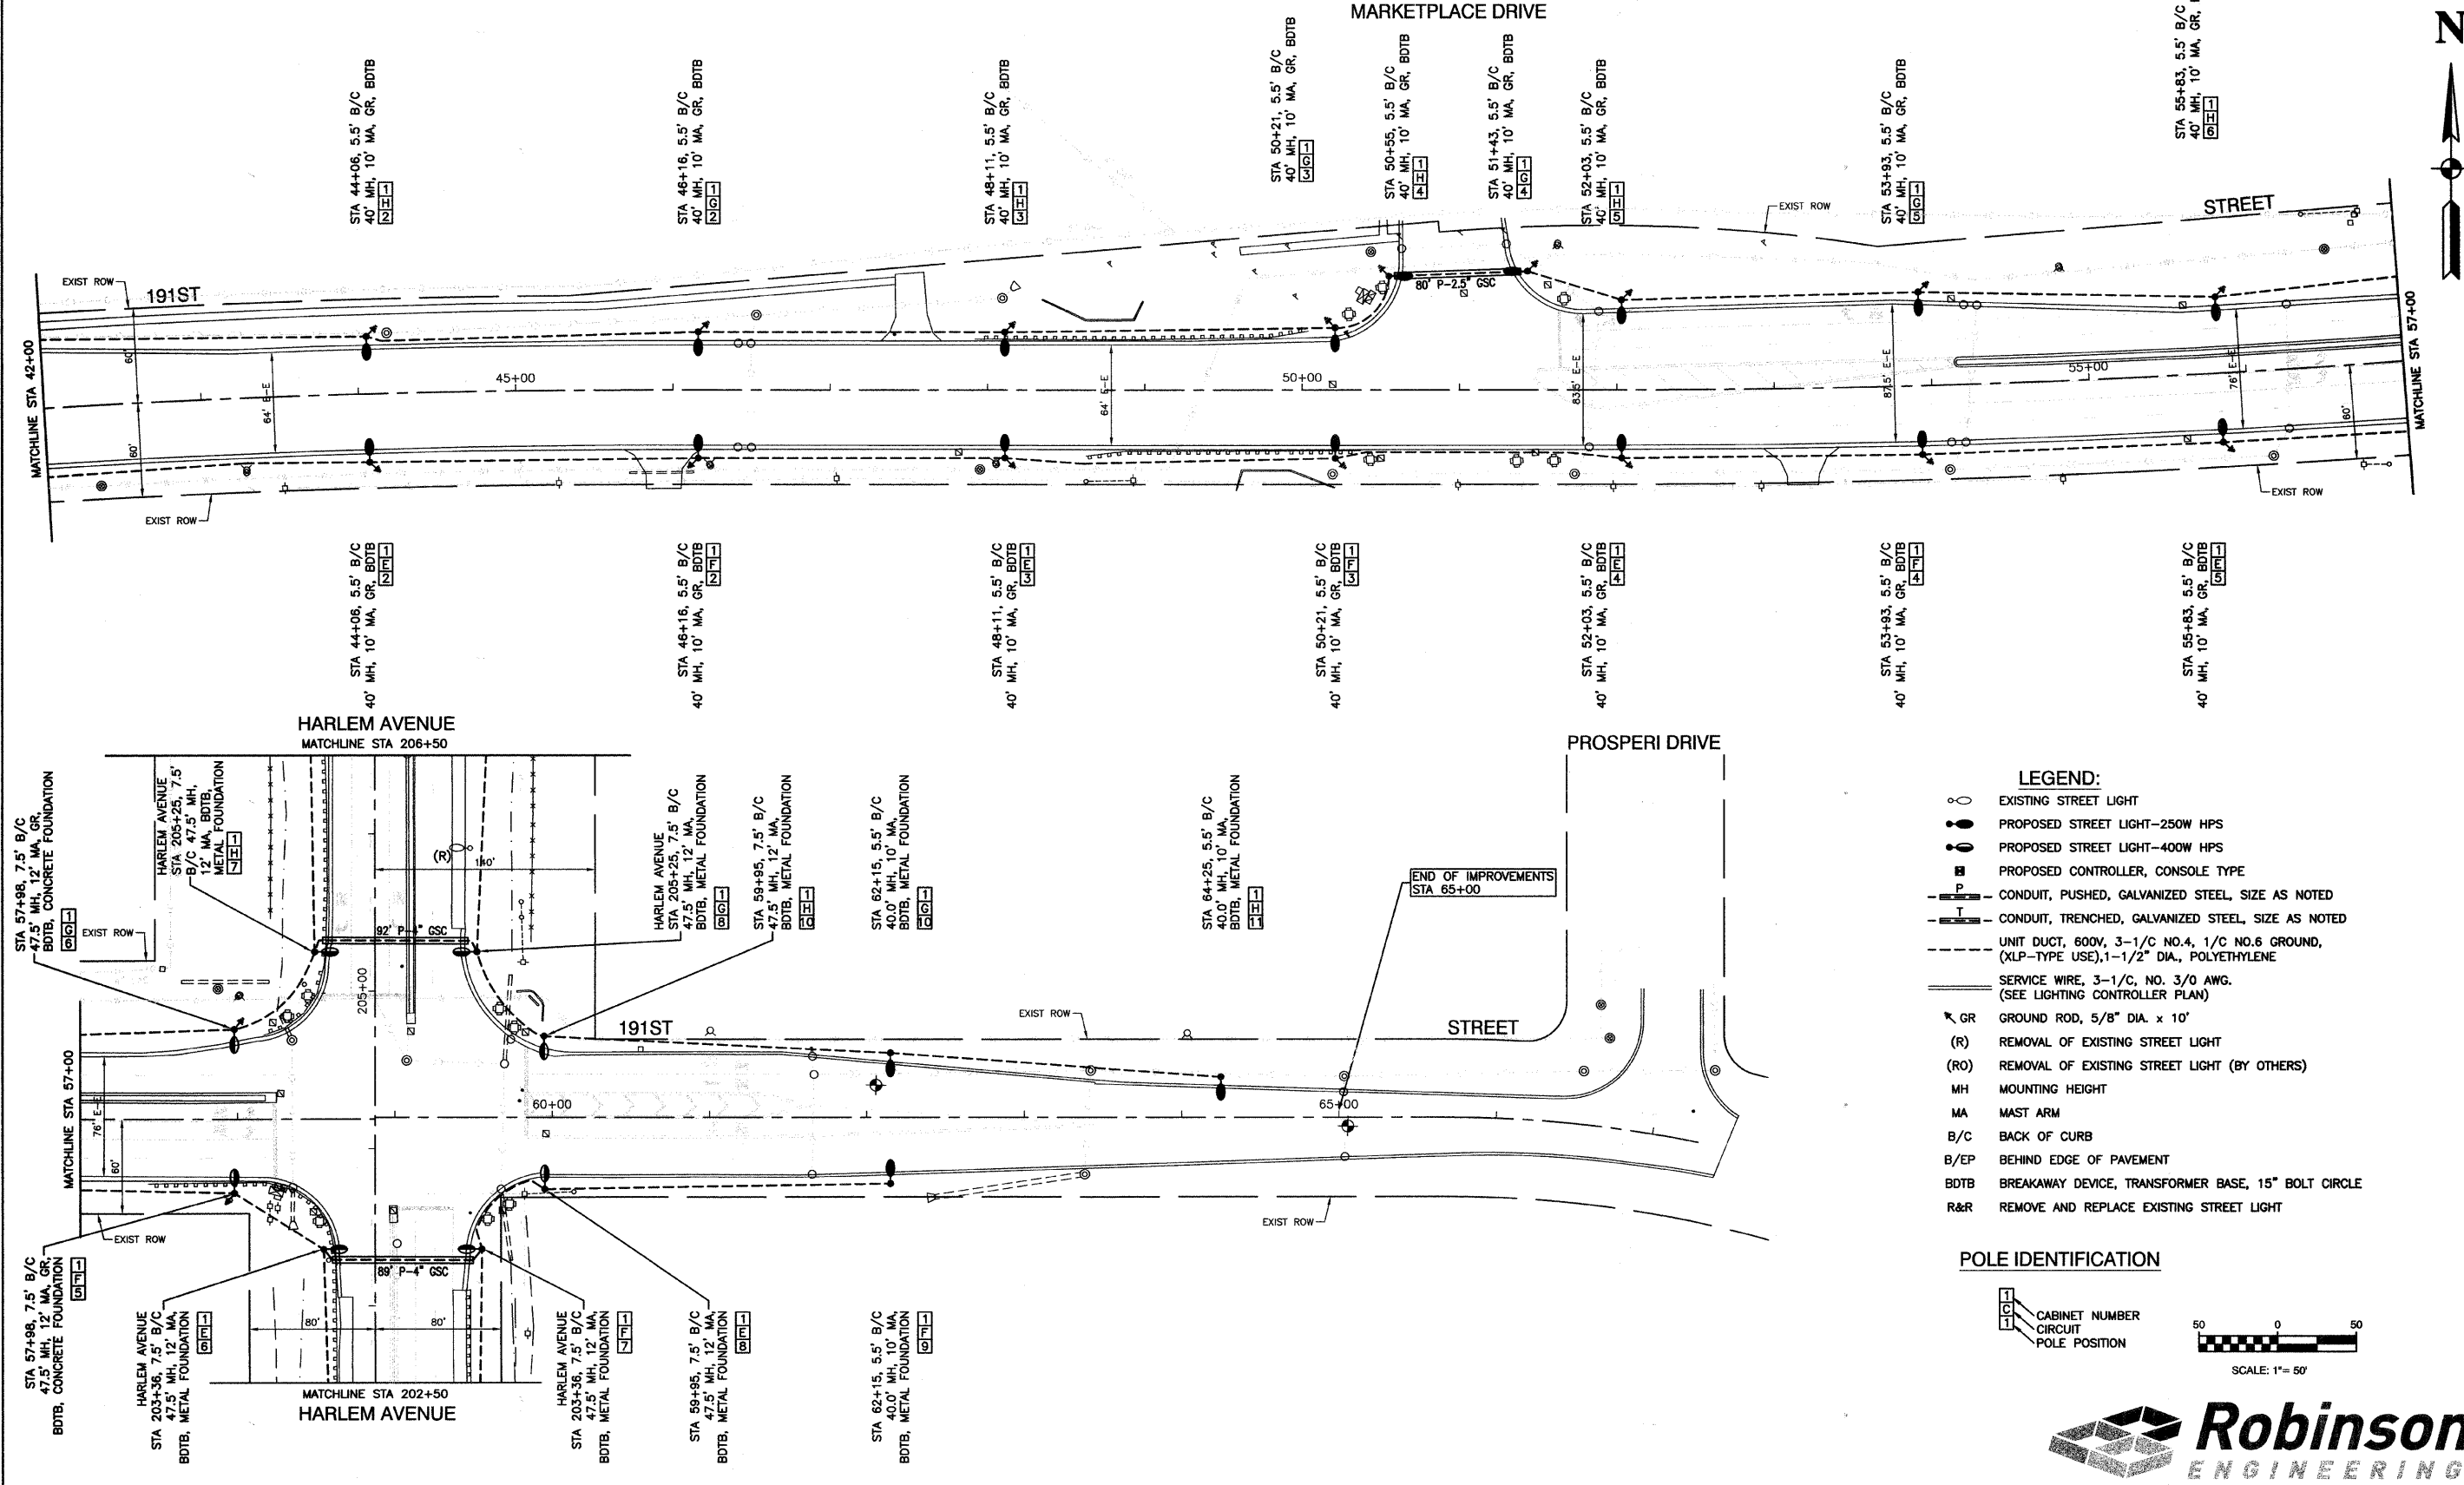 MARKETPLACE DRIVE
N
STA 44+06, 5.5' B/C
40' MH, 10' MA, GR, BDTB
1
H
2
STA 46+16, 5.5' B/C
40' MH, 10' MA, GR, BDTB
1
G
2
STA 48+11, 5.5' B/C
40' MH, 10' MA, GR, BDTB
1
H
3
STA 50+21, 5.5' B/C
40' MH, 10' MA, GR, BDTB
1
G
3
STA 50+55, 5.5' B/C
40' MH, 10' MA, GR, BDTB
1
H
4
STA 51+43, 5.5' B/C
40' MH, 10' MA, GR, BDTB
1
G
4
STA 52+03, 5.5' B/C
40' MH, 10' MA, GR, BDTB
1
H
5
STA 53+93, 5.5' B/C
40' MH, 10' MA, GR, BDTB
1
G
5
STA 55+83, 5.5' B/C
40' MH, 10' MA, GR,
1
H
6
EXIST ROW
191ST
STREET
EXIST ROW
80' P-2.5" GSC
MATCHLINE STA 42+00
60'
60'
64' E-E
45+00
64' E-E
50+00
83.5' E-E
87.5' E-E
55+00
76' E-E
60'
MATCHLINE STA 57+00
EXIST ROW
EXIST ROW
STA 44+06, 5.5' B/C
40' MH, 10' MA, GR, BDTB
1
E
2
STA 46+16, 5.5' B/C
40' MH, 10' MA, GR, BDTB
1
F
2
STA 48+11, 5.5' B/C
40' MH, 10' MA, GR, BDTB
1
E
3
STA 50+21, 5.5' B/C
40' MH, 10' MA, GR, BDTB
1
F
3
STA 52+03, 5.5' B/C
40' MH, 10' MA, GR, BDTB
1
E
4
STA 53+93, 5.5' B/C
40' MH, 10' MA, GR, BDTB
1
F
4
STA 55+83, 5.5' B/C
40' MH, 10' MA, GR, BDTB
1
E
5
HARLEM AVENUE
MATCHLINE STA 206+50
PROSPERI DRIVE
STA 57+98, 7.5' B/C
47.5' MH, 12' MA, GR,
BDTB, CONCRETE FOUNDATION
1
G
6
HARLEM AVENUE
STA 205+25, 7.5'
B/C 47.5' MH,
12' MA, BDTB,
METAL FOUNDATION
1
H
7
HARLEM AVENUE
STA 205+25, 7.5' B/C
47.5' MH, 12' MA,
BDTB, METAL FOUNDATION
1
G
8
STA 59+95, 7.5' B/C
47.5' MH, 12' MA,
BDTB, METAL FOUNDATION
1
H
10
STA 62+15, 5.5' B/C
40.0' MH, 10' MA,
BDTB, METAL FOUNDATION
1
G
10
STA 64+25, 5.5' B/C
40.0' MH, 10' MA,
BDTB, METAL FOUNDATION
1
H
11
END OF IMPROVEMENTS
STA 65+00
EXIST ROW
(R)
140'
92' P-4" GSC
205+00
191ST
STREET
EXIST ROW
MATCHLINE STA 57+00
76' E-E
60'
60+00
65+00
EXIST ROW
EXIST ROW
89' P-4" GSC
80'
80'
STA 57+98, 7.5' B/C
47.5' MH, 12' MA, GR,
BDTB, CONCRETE FOUNDATION
1
F
5
HARLEM AVENUE
STA 203+36, 7.5' B/C
47.5' MH, 12' MA,
BDTB, METAL FOUNDATION
1
E
6
HARLEM AVENUE
STA 203+36, 7.5' B/C
47.5' MH, 12' MA,
BDTB, METAL FOUNDATION
1
F
7
STA 59+95, 7.5' B/C
47.5' MH, 12' MA,
BDTB, METAL FOUNDATION
1
E
8
STA 62+15, 5.5' B/C
40.0' MH, 10' MA,
BDTB, METAL FOUNDATION
1
F
9
MATCHLINE STA 202+50
HARLEM AVENUE
LEGEND:
EXISTING STREET LIGHT
PROPOSED STREET LIGHT-250W HPS
PROPOSED STREET LIGHT-400W HPS
PROPOSED CONTROLLER, CONSOLE TYPE
P CONDUIT, PUSHED, GALVANIZED STEEL, SIZE AS NOTED
T CONDUIT, TRENCHED, GALVANIZED STEEL, SIZE AS NOTED
UNIT DUCT, 600V, 3-1/C NO.4, 1/C NO.6 GROUND,
(XLP-TYPE USE),1-1/2" DIA., POLYETHYLENE
SERVICE WIRE, 3-1/C, NO. 3/0 AWG.
(SEE LIGHTING CONTROLLER PLAN)
GR GROUND ROD, 5/8" DIA. x 10'
(R) REMOVAL OF EXISTING STREET LIGHT
(RO) REMOVAL OF EXISTING STREET LIGHT (BY OTHERS)
MH MOUNTING HEIGHT
MA MAST ARM
B/C BACK OF CURB
B/EP BEHIND EDGE OF PAVEMENT
BDTB BREAKAWAY DEVICE, TRANSFORMER BASE, 15" BOLT CIRCLE
R&R REMOVE AND REPLACE EXISTING STREET LIGHT
POLE IDENTIFICATION
1
C
1
CABINET NUMBER
CIRCUIT
POLE POSITION
50 0 50
SCALE: 1"= 50'
Robinson
ENGINEERING